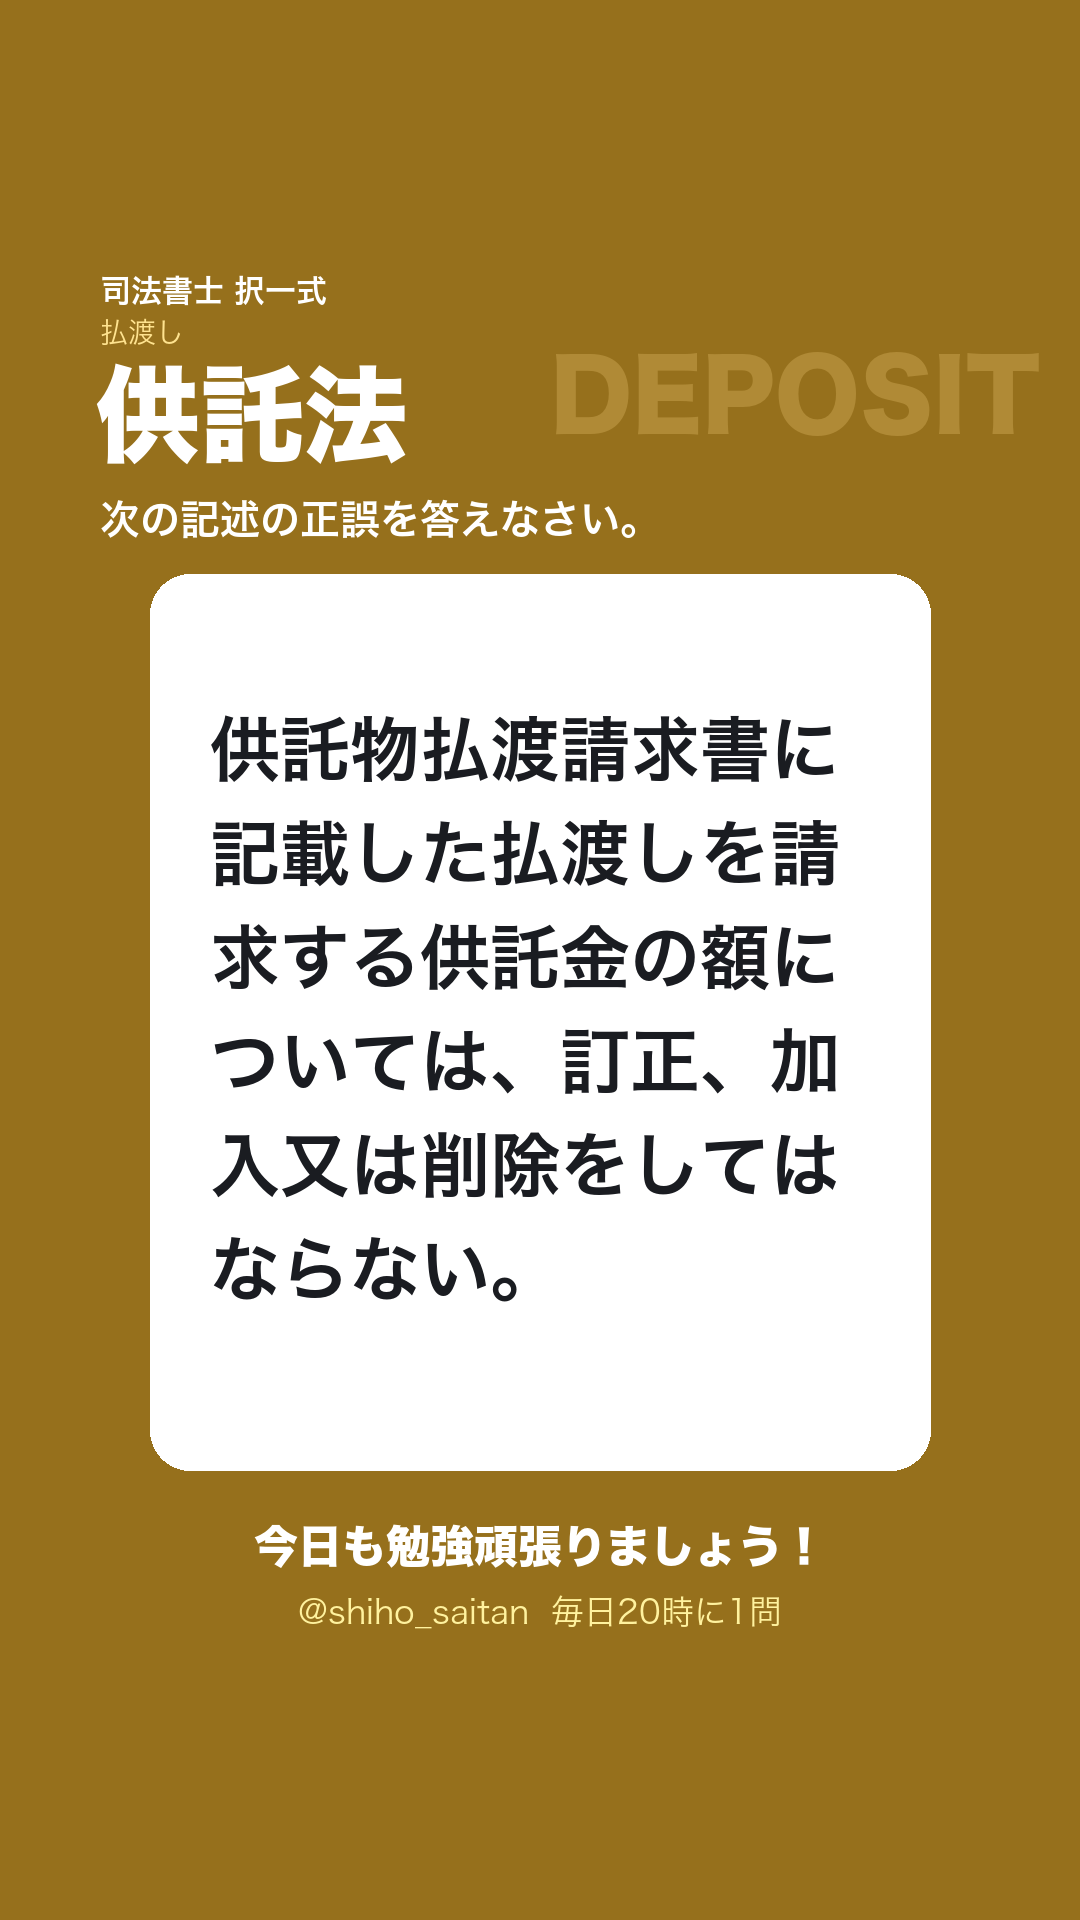 司法書士 択一式
払渡し
供託法
DEPOSIT
次の記述の正誤を答えなさい。
供託物払渡請求書に
記載した払渡しを請
求する供託金の額に
ついては、訂正、加
入又は削除をしては
ならない。
今日も勉強頑張りましょう！
@shiho_saitan 毎日20時に1問